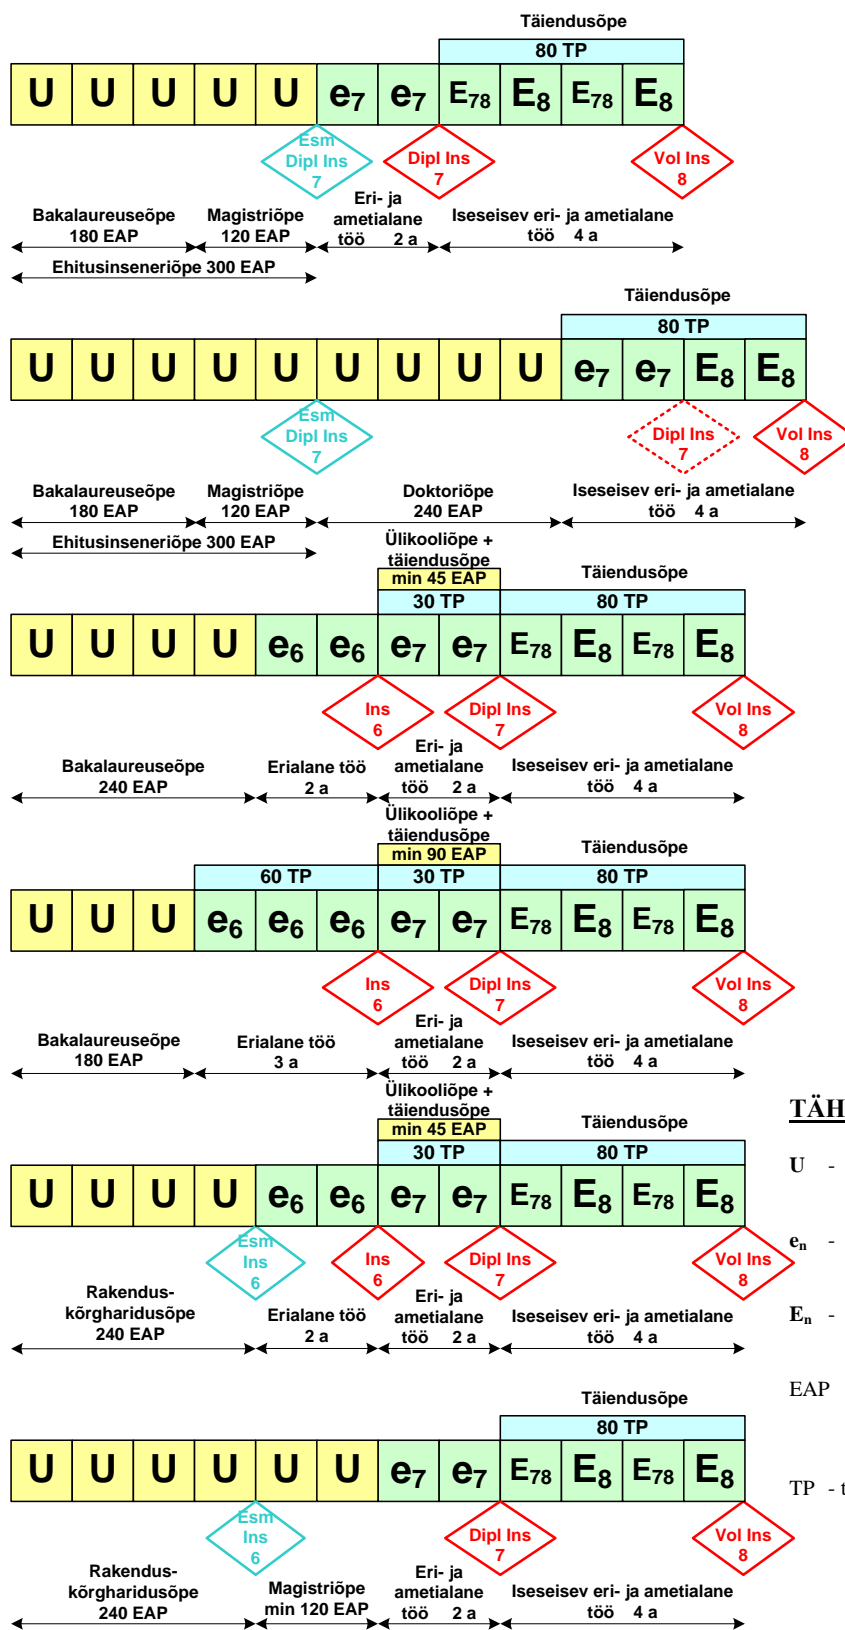 Täiendusõpe
80 TP
U U U U U e7 e7 E78 E8 E78 E8
Esm
Dipl Ins
7
Dipl Ins
7
Vol Ins
8
Bakalaureuseõpe
180 EAP
Magistriõpe
120 EAP
Eri- ja
ametialane
töö 2 a
Iseseisev eri- ja ametialane
töö 4 a
Ehitusinseneriõpe 300 EAP
Täiendusõpe
80 TP
U U U U U U U U U e7 e7 E8 E8
Esm
Dipl Ins
7
Dipl Ins
7
Vol Ins
8
Bakalaureuseõpe
180 EAP
Magistriõpe
120 EAP
Doktoriõpe
240 EAP
Iseseisev eri- ja ametialane
töö 4 a
Ehitusinseneriõpe 300 EAP
Ülikooliõpe +
täiendusõpe
min 45 EAP
30 TP
Täiendusõpe
80 TP
U U U U e6 e6 e7 e7 E78 E8 E78 E8
Ins
6
Dipl Ins
7
Vol Ins
8
Bakalaureuseõpe
240 EAP
Erialane töö
2 a
Eri- ja
ametialane
töö 2 a
Iseseisev eri- ja ametialane
töö 4 a
Ülikooliõpe +
täiendusõpe
min 90 EAP
60 TP
30 TP
Täiendusõpe
80 TP
U U U e6 e6 e6 e7 e7 E78 E8 E78 E8
Ins
6
Dipl Ins
7
Vol Ins
8
Bakalaureuseõpe
180 EAP
Erialane töö
3 a
Eri- ja
ametialane
töö 2 a
Iseseisev eri- ja ametialane
töö 4 a
Ülikooliõpe +
täiendusõpe
min 45 EAP
30 TP
Täiendusõpe
80 TP
U U U U e6 e6 e7 e7 E78 E8 E78 E8
Esm
Ins
6
Ins
6
Dipl Ins
7
Vol Ins
8
Rakendus-
kõrgharidusõpe
240 EAP
Erialane töö
2 a
Eri- ja
ametialane
töö 2 a
Iseseisev eri- ja ametialane
töö 4 a
Täiendusõpe
80 TP
U U U U U U e7 e7 E78 E8 E78 E8
Esm
Ins
6
Dipl Ins
7
Vol Ins
8
Rakendus-
kõrgharidusõpe
240 EAP
Magistriõpe
min 120 EAP
Eri- ja
ametialane
töö 2 a
Iseseisev eri- ja ametialane
töö 4 a
TÄH
U -
en -
En -
EAP
TP - t